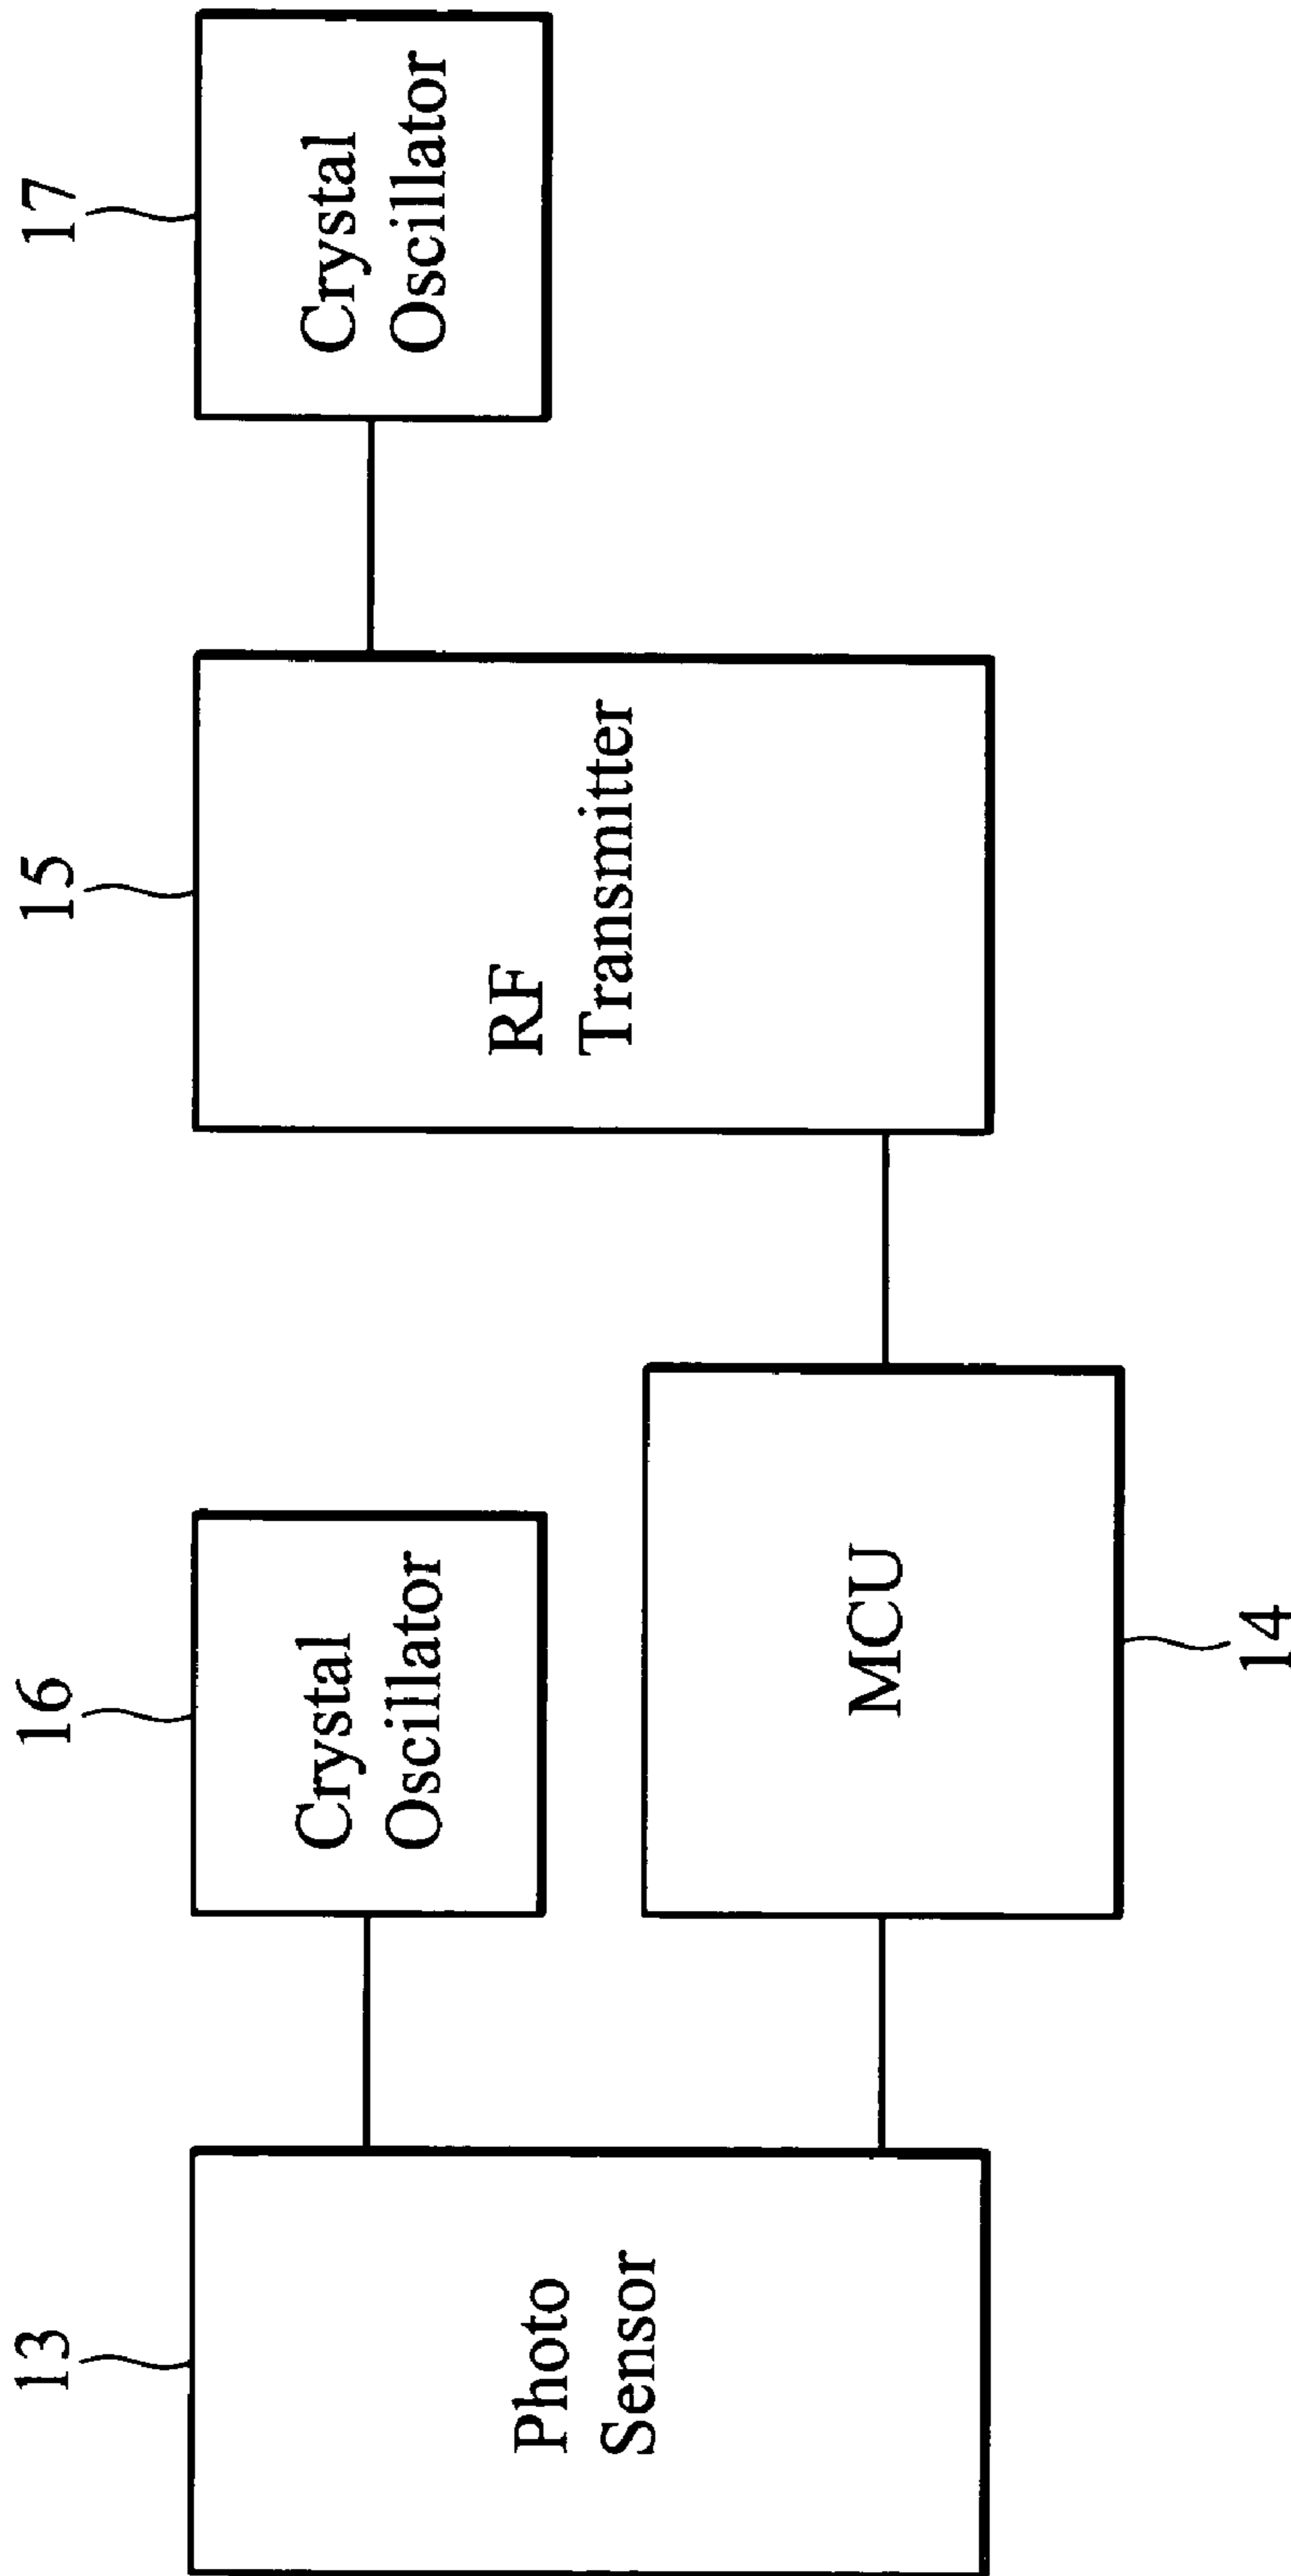 13
16
15
17
Photo
Sensor
Crystal
Oscillator
RF
Transmitter
Crystal
Oscillator
MCU
14